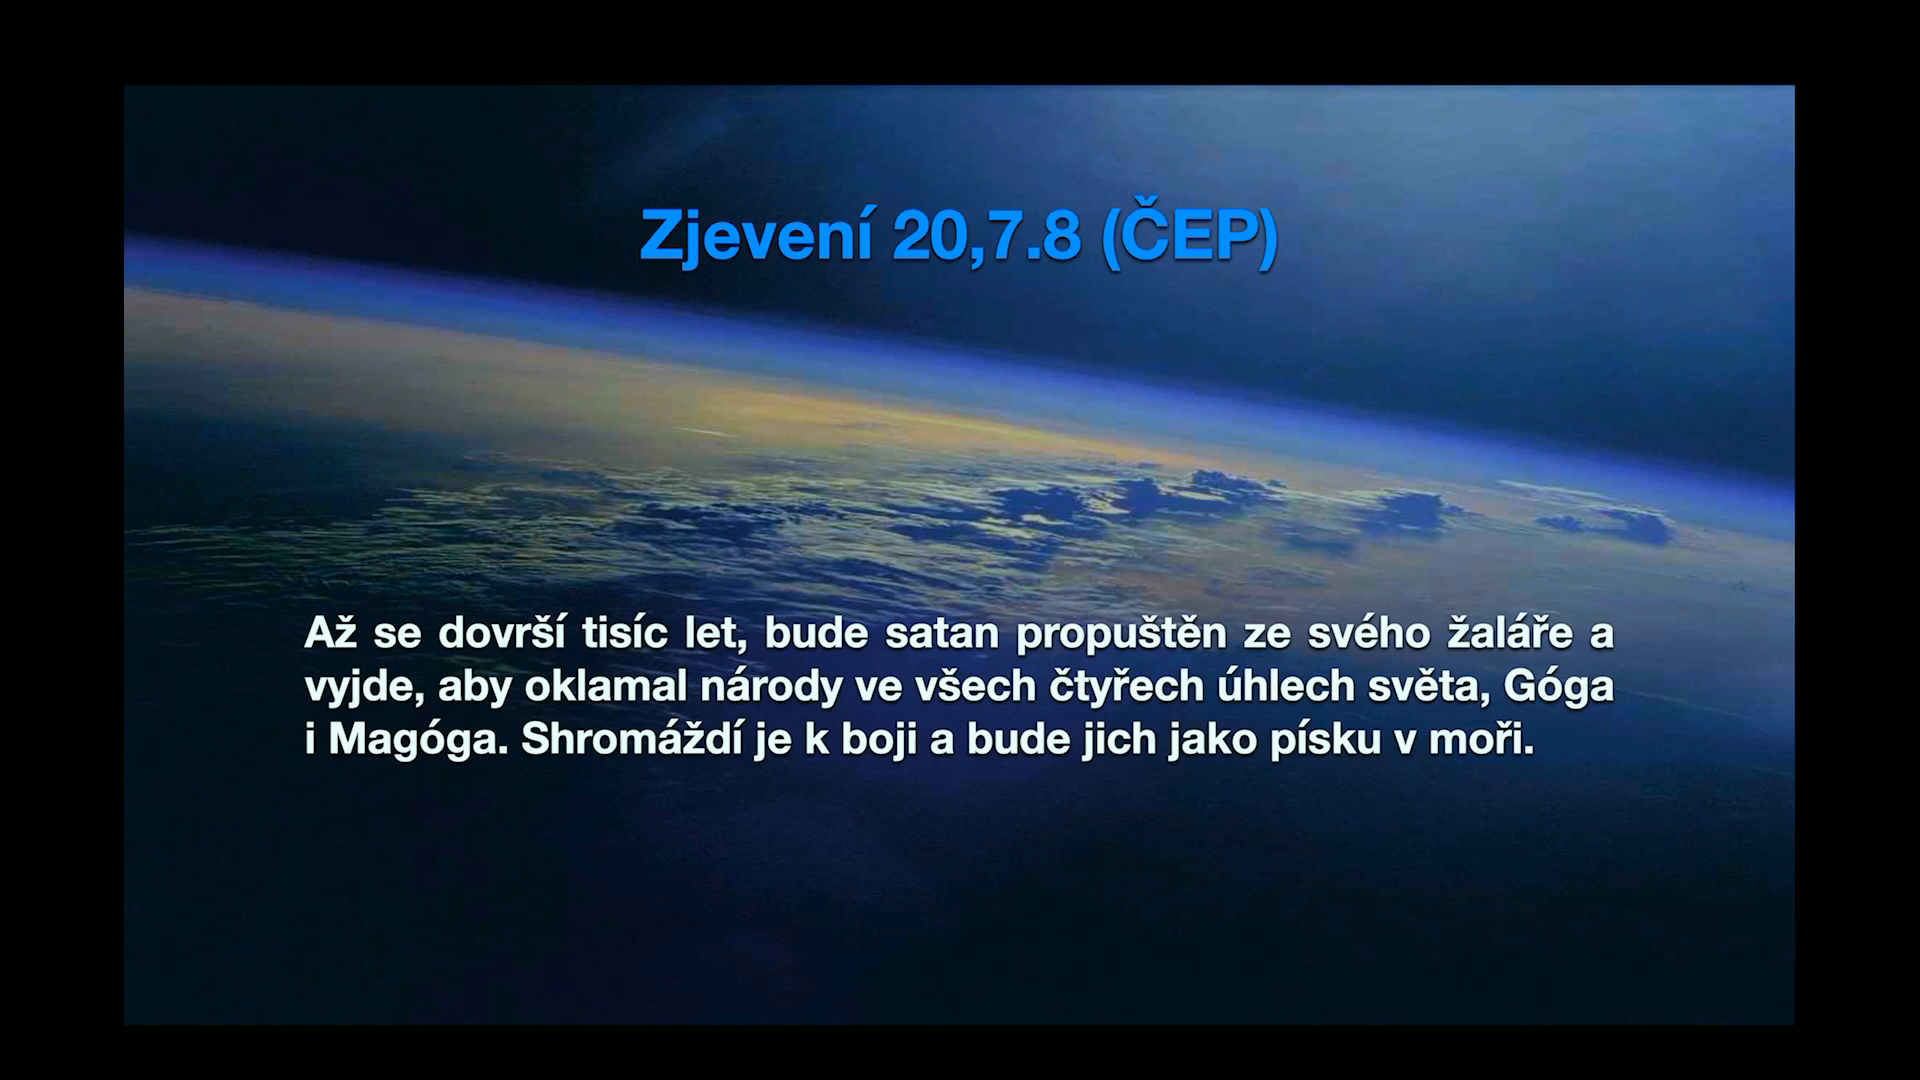 Zjevení 20,7.8 (ČEP)
Až se dovrší tisíc let, bude satan propuštěn ze svého žaláře a
vyjde, aby oklamal národy ve všech čtyřech úhlech světa, Góga
i Magóga. Shromáždí je k boji a bude jich jako písku v moři.